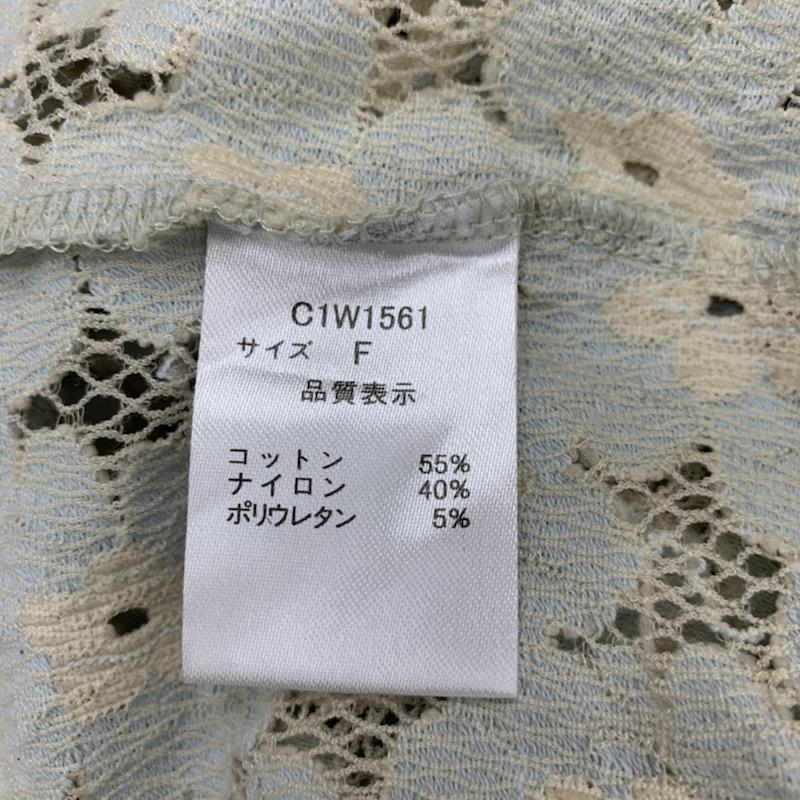 C1W1561
サイズ F
品質表示
コットン 55%
ナイロン 40%
ポリウレタン 5%